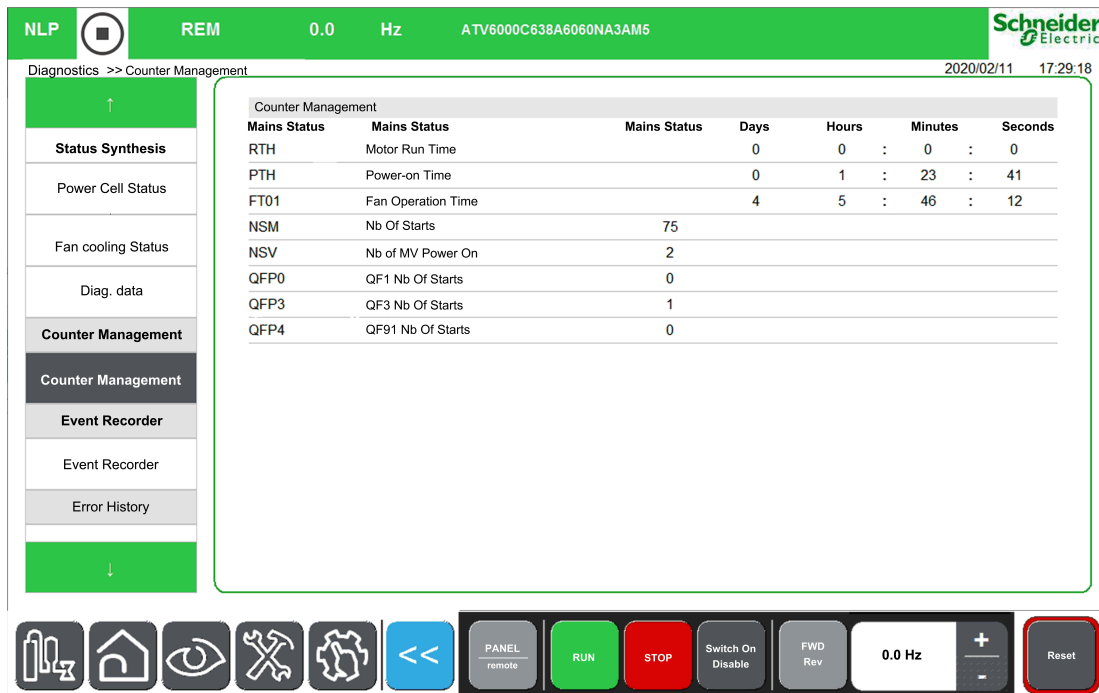 NLP REM 0.0 Hz ATV6000C638A6060NA3AM5 Schneider Electric
Diagnostics >> Counter Management 2020/02/11 17:29:18
↑
Status Synthesis
Power Cell Status
Fan cooling Status
Diag. data
Counter Management
Counter Management
Event Recorder
Event Recorder
Error History
↓
Counter Management
Mains Status Mains Status Mains Status Days Hours Minutes Seconds
RTH Motor Run Time 0 0 : 0 : 0
PTH Power-on Time 0 1 : 23 : 41
FT01 Fan Operation Time 4 5 : 46 : 12
NSM Nb Of Starts 75
NSV Nb of MV Power On 2
QFP0 QF1 Nb Of Starts 0
QFP3 QF3 Nb Of Starts 1
QFP4 QF91 Nb Of Starts 0
<<
PANEL
remote
RUN
STOP
Switch On
Disable
FWD
Rev
0.0 Hz
+
-
Reset